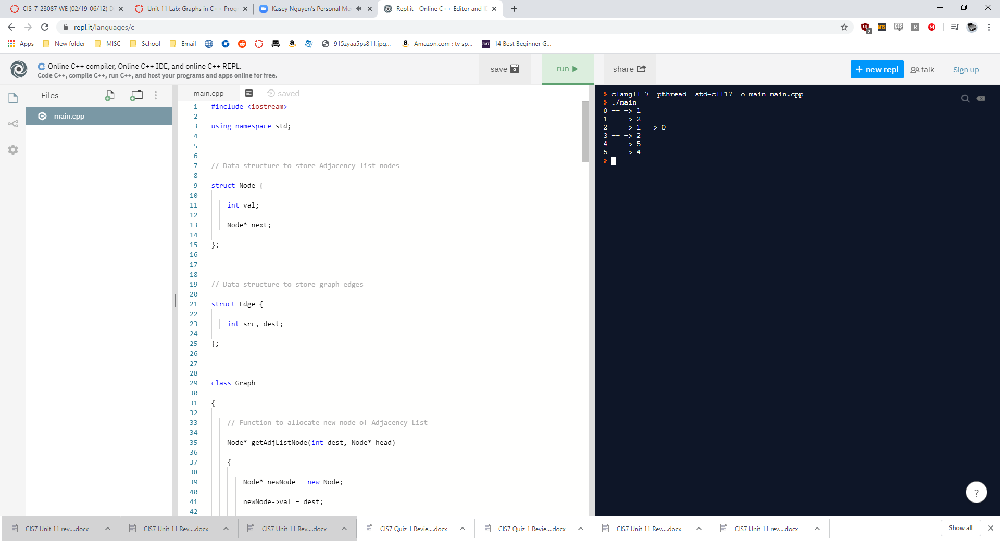 CIS-7-23087 WE (02/19-06/12) D
Unit 11 Lab: Graphs in C++ Prog
Kasey Nguyen's Personal Me
Repl.it - Online C++ Editor and I
repl.it/languages/c
2
MTS
CSS
R
M
Apps
New folder
MISC
School
Email
915zyaa5ps811.jpg...
Amazon.com : tv sp...
PMT
14 Best Beginner G...
Online C++ compiler, Online C++ IDE, and online C++ REPL.
Code C++, compile C++, run C++, and host your programs and apps online for free.
save
run
share
+ new repl
talk
Sign up
Files
main.cpp
main.cpp
saved
1 #include <iostream>
2
3 using namespace std;
4
5
6
7 // Data structure to store Adjacency list nodes
8
9 struct Node {
10
11 int val;
12
13 Node* next;
14
15 };
16
17
18
19 // Data structure to store graph edges
20
21 struct Edge {
22
23 int src, dest;
24
25 };
26
27
28
29 class Graph
30
31 {
32
33 // Function to allocate new node of Adjacency List
34
35 Node* getAdjListNode(int dest, Node* head)
36
37 {
38
39 Node* newNode = new Node;
40
41 newNode->val = dest;
42
clang++-7 -pthread -std=c++17 -o main main.cpp
./main
0 -- -> 1
1 -- -> 2
2 -- -> 1  -> 0
3 -- -> 2
4 -- -> 5
5 -- -> 4
?
CIS7 Unit 11 rev....docx
CIS7 Unit 11 Rev....docx
CIS7 Unit 11 Rev....docx
CIS7 Quiz 1 Revie....docx
CIS7 Quiz 1 Revie....docx
CIS7 Unit 11 Rev....docx
CIS7 Unit 11 rev....docx
Show all